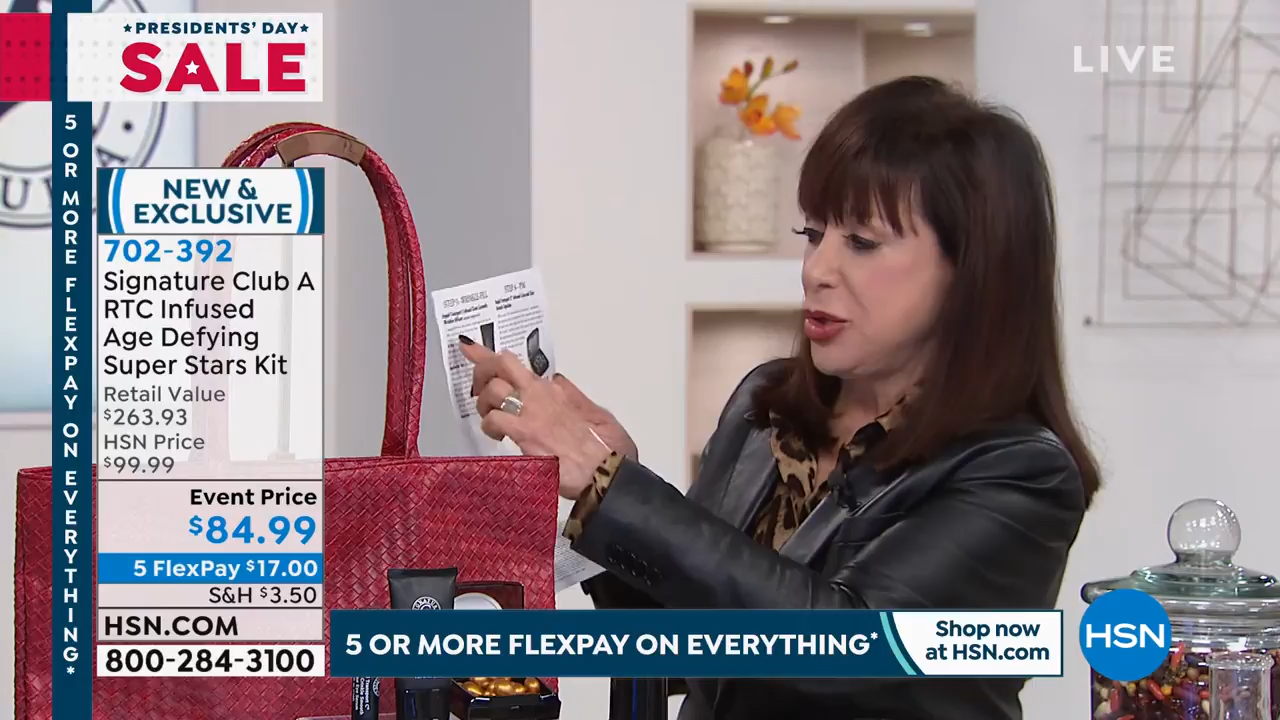 PRESIDENTS' DAY
SALE
LIVE
5 OR MORE FLEXPAY ON EVERYTHING*
NEW &
EXCLUSIVE
702-392
Signature Club A
RTC Infused
Age Defying
Super Stars Kit
Retail Value
$263.93
HSN Price
$99.99
Event Price
$84.99
5 FlexPay $17.00
S&H $3.50
HSN.COM
800-284-3100
5 OR MORE FLEXPAY ON EVERYTHING*
Shop now
at HSN.com
HSN